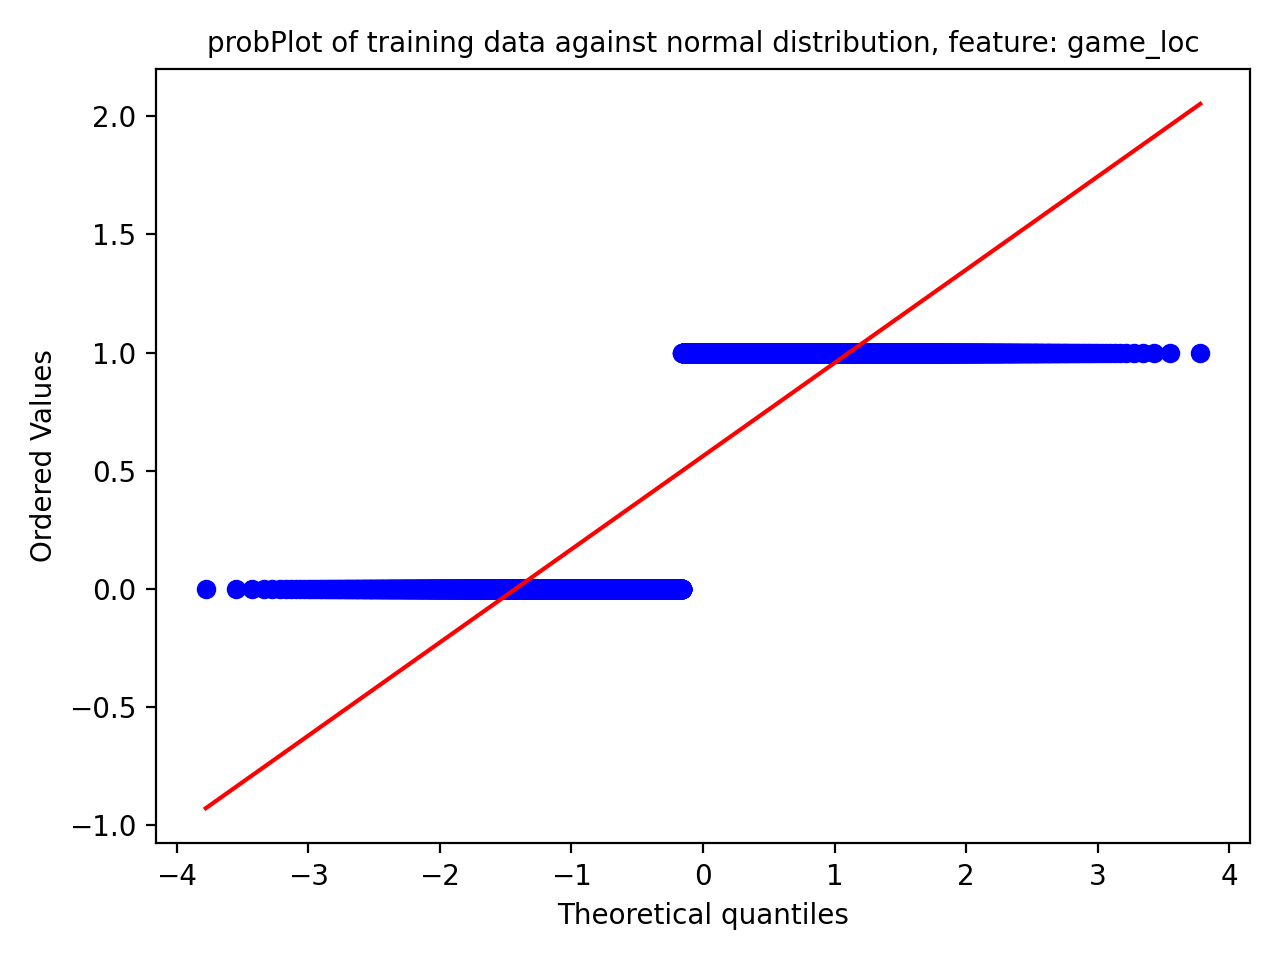 probPlot of training data against normal distribution, feature: game_loc
2.0
1.5
1.0
0.5
0.0
−0.5
−1.0
Ordered Values
−4 −3 −2 −1 0 1 2 3 4
Theoretical quantiles